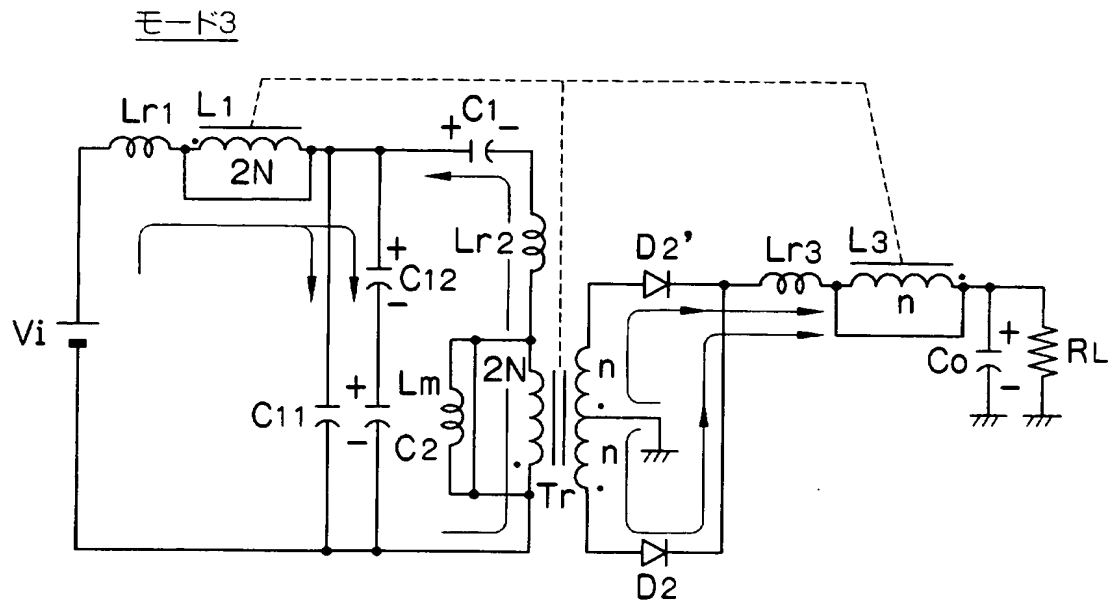 モード3
Lr1
L1
2N
+
C1
-
Lr2
+
C12
-
Vi
C11
+
-
C2
Lm
2N
Tr
n
n
D2'
D2
Lr3
L3
n
Co
+
-
RL